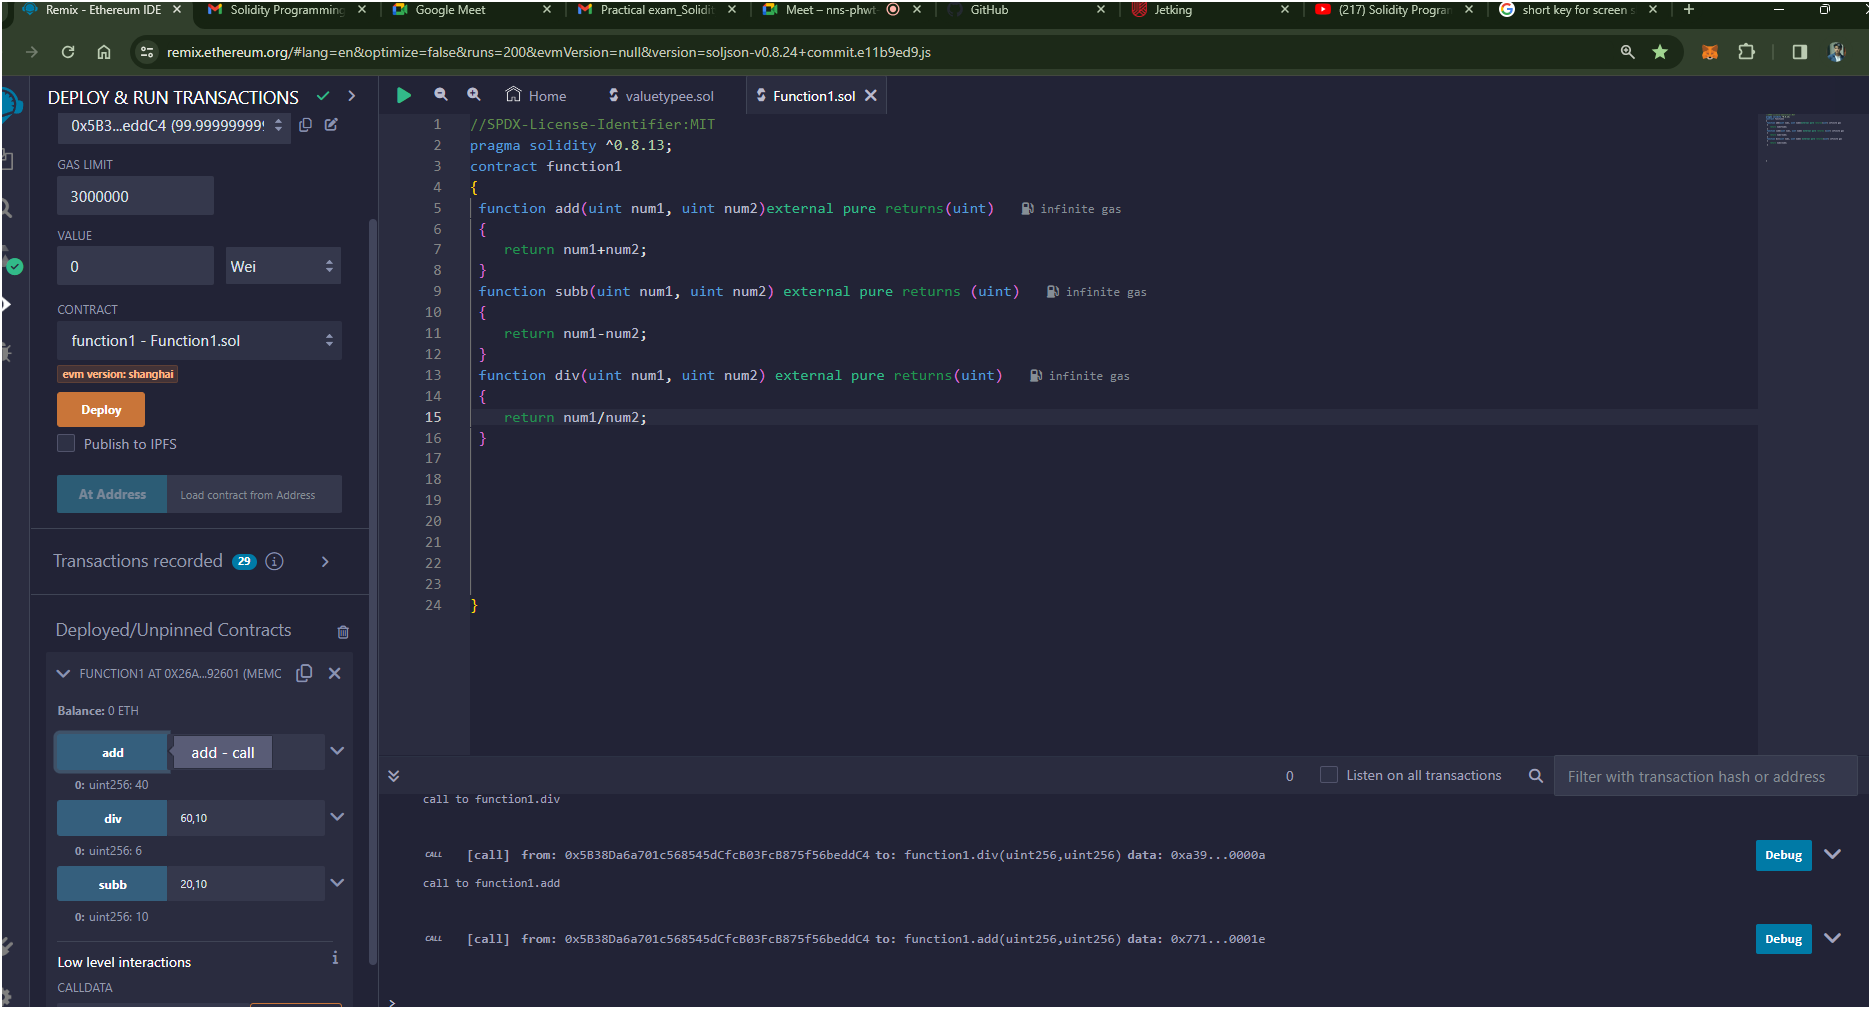 Remix - Ethereum IDE
Solidity Programming
Google Meet
Practical exam_Solidit
Meet – nns-phwt-
GitHub
Jetking
(217) Solidity Program
short key for screen s
remix.ethereum.org/#lang=en&optimize=false&runs=200&evmVersion=null&version=soljson-v0.8.24+commit.e11b9ed9.js
DEPLOY & RUN TRANSACTIONS
0x5B3...eddC4 (99.999999999
GAS LIMIT
3000000
VALUE
0
Wei
CONTRACT
function1 - Function1.sol
evm version: shanghai
Deploy
Publish to IPFS
At Address
Load contract from Address
Transactions recorded 29 i
Deployed/Unpinned Contracts
FUNCTION1 AT 0X26A...92601 (MEMC
Balance: 0 ETH
add
add - call
0: uint256: 40
div
60,10
0: uint256: 6
subb
20,10
0: uint256: 10
Low level interactions
i
CALLDATA
Home
valuetypee.sol
Function1.sol
1 //SPDX-License-Identifier:MIT
2 pragma solidity ^0.8.13;
3 contract function1
4 {
5 function add(uint num1, uint num2)external pure returns(uint) infinite gas
6 {
7 return num1+num2;
8 }
9 function subb(uint num1, uint num2) external pure returns (uint) infinite gas
10 {
11 return num1-num2;
12 }
13 function div(uint num1, uint num2) external pure returns(uint) infinite gas
14 {
15 return num1/num2;
16 }
17
18
19
20
21
22
23
24 }
0
Listen on all transactions
Filter with transaction hash or address
call to function1.div
CALL [call] from: 0x5B38Da6a701c568545dCfcB03FcB875f56beddC4 to: function1.div(uint256,uint256) data: 0xa39...0000a
Debug
call to function1.add
CALL [call] from: 0x5B38Da6a701c568545dCfcB03FcB875f56beddC4 to: function1.add(uint256,uint256) data: 0x771...0001e
Debug
>